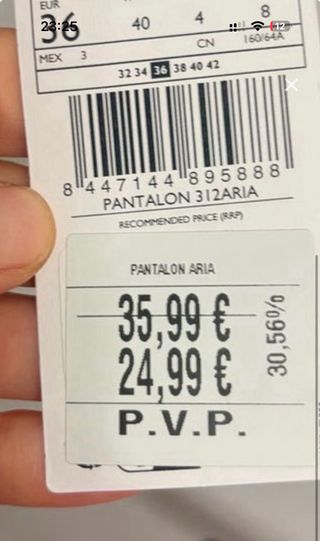 EUR
23:25
36 40 4 8
12
MEX 3 CN 160/64A
32 34 36 38 40 42
8 447144 895888
PANTALON 312ARIA
RECOMMENDED PRICE (RRP)
PANTALON ARIA
35,99 €
24,99 €
30,56%
P.V.P.